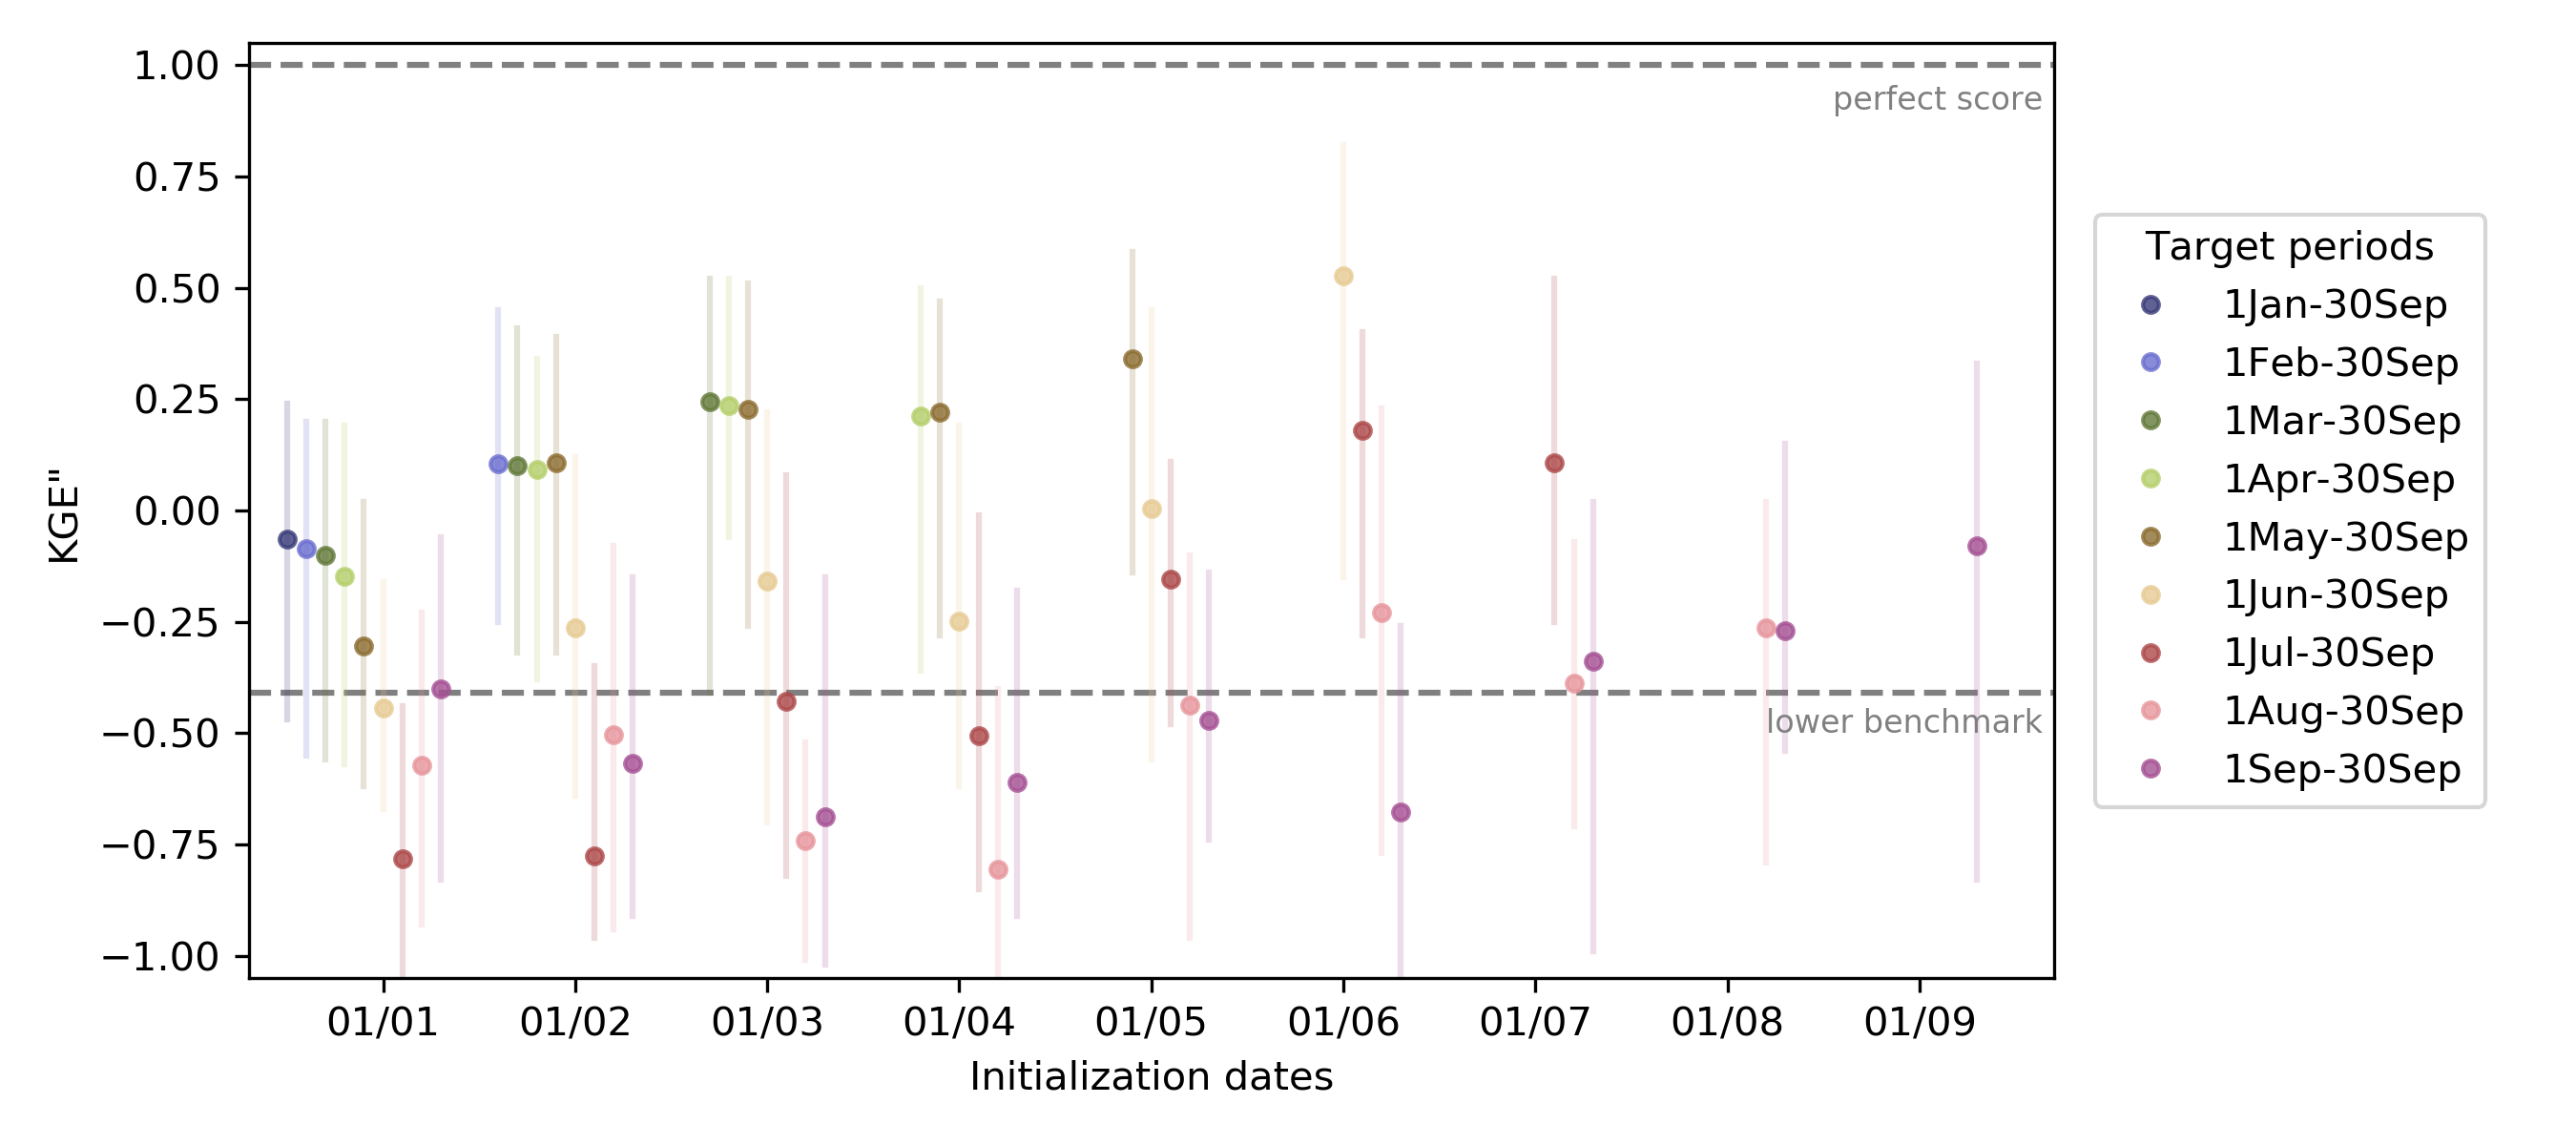 1.00
0.75
0.50
0.25
0.00
−0.25
−0.50
−0.75
−1.00
KGE"
perfect score
lower benchmark
01/01 01/02 01/03 01/04 01/05 01/06 01/07 01/08 01/09
Initialization dates
Target periods
1Jan-30Sep
1Feb-30Sep
1Mar-30Sep
1Apr-30Sep
1May-30Sep
1Jun-30Sep
1Jul-30Sep
1Aug-30Sep
1Sep-30Sep